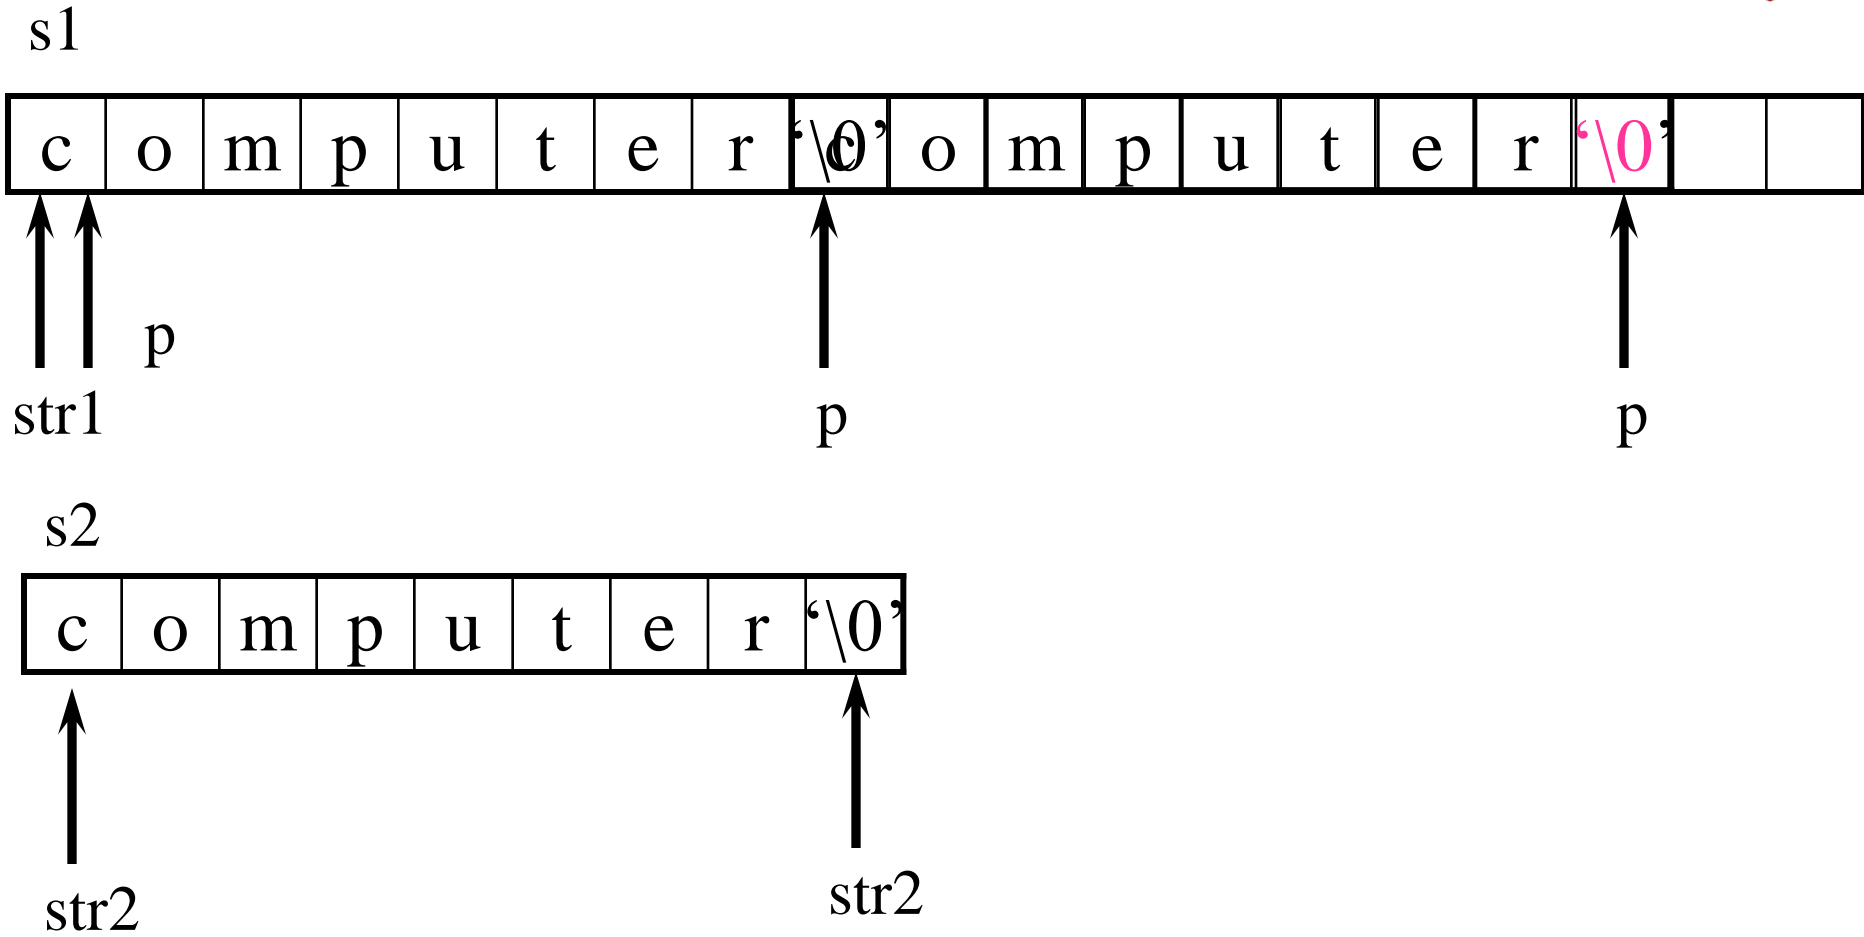 s1
c o m p u t e r ‘\0’ c o m p u t e r ‘\0’
p
str1 p p
s2
c o m p u t e r ‘\0’
str2
str2